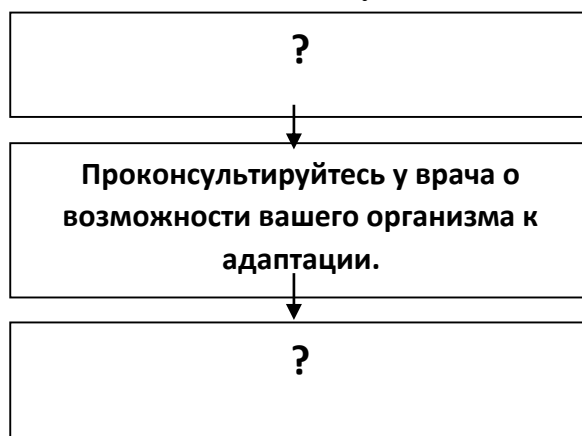 ?
Проконсультируйтесь у врача о
возможности вашего организма к
адаптации.
?